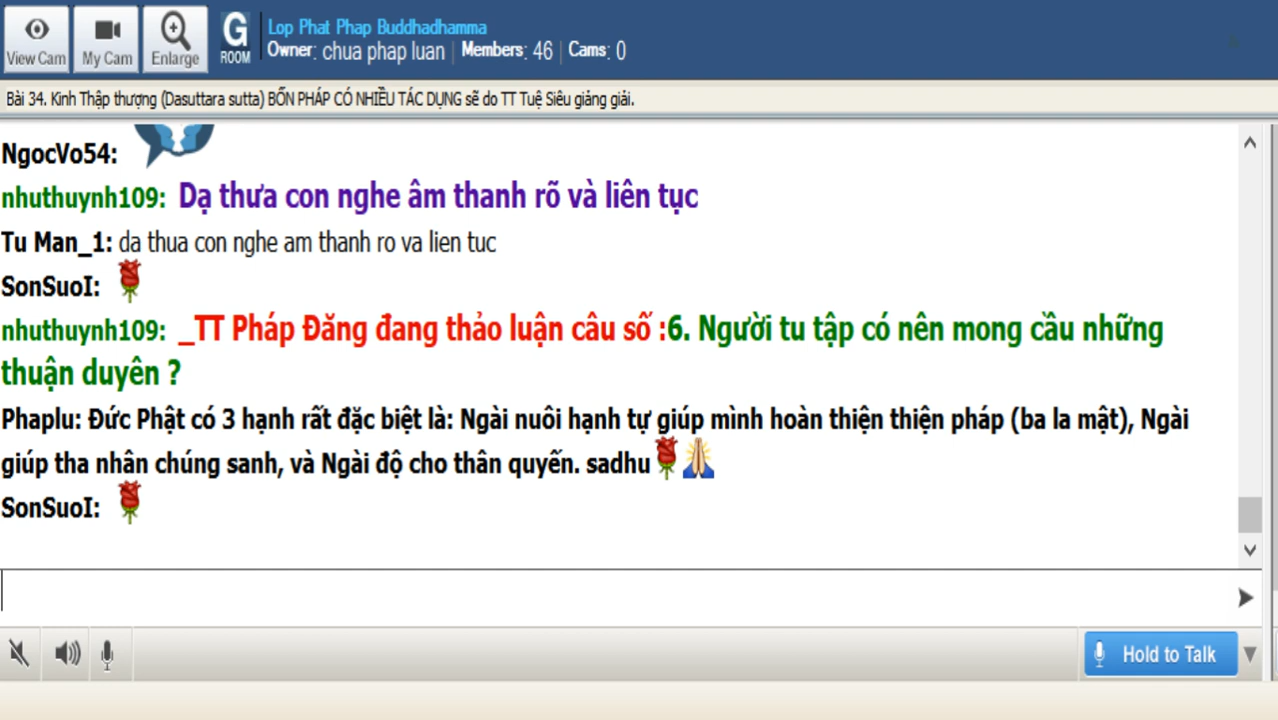 Lop Phat Phap Buddhadhamma
View Cam My Cam Enlarge G ROOM Owner: chua phap luan | Members: 46 | Cams: 0
Bài 34. Kinh Thập thượng (Dasuttara sutta) BỐN PHÁP CÓ NHIỀU TÁC DỤNG sẽ do TT Tuệ Siêu giảng giải.
NgocVo54:
nhuthuynh109: Dạ thưa con nghe âm thanh rõ và liên tục
Tu Man_1: da thua con nghe am thanh ro va lien tuc
SonSuoI:
nhuthuynh109: _TT Pháp Đăng đang thảo luận câu số :6. Người tu tập có nên mong cầu những
thuận duyên ?
Phaplu: Đức Phật có 3 hạnh rất đặc biệt là: Ngài nuôi hạnh tự giúp mình hoàn thiện thiện pháp (ba la mật), Ngài
giúp tha nhân chúng sanh, và Ngài độ cho thân quyến. sadhu
SonSuoI:
Hold to Talk